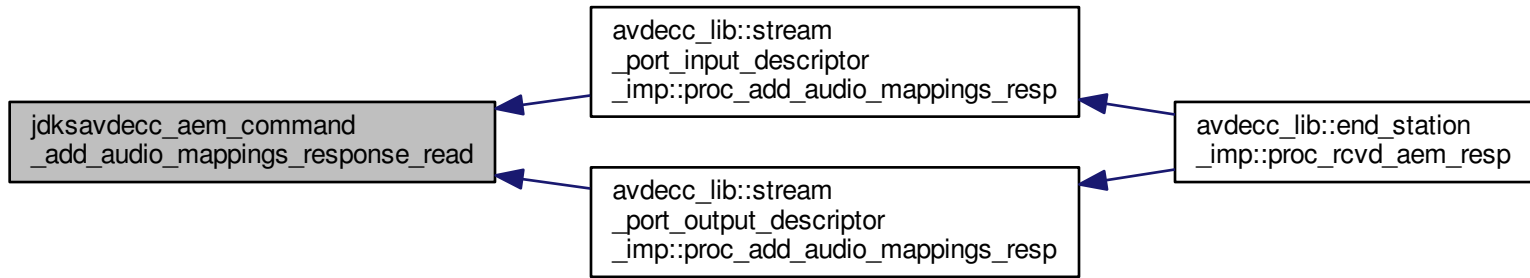 jdksavdecc_aem_command
_add_audio_mappings_response_read
avdecc_lib::stream
_port_input_descriptor
_imp::proc_add_audio_mappings_resp
avdecc_lib::stream
_port_output_descriptor
_imp::proc_add_audio_mappings_resp
avdecc_lib::end_station
_imp::proc_rcvd_aem_resp